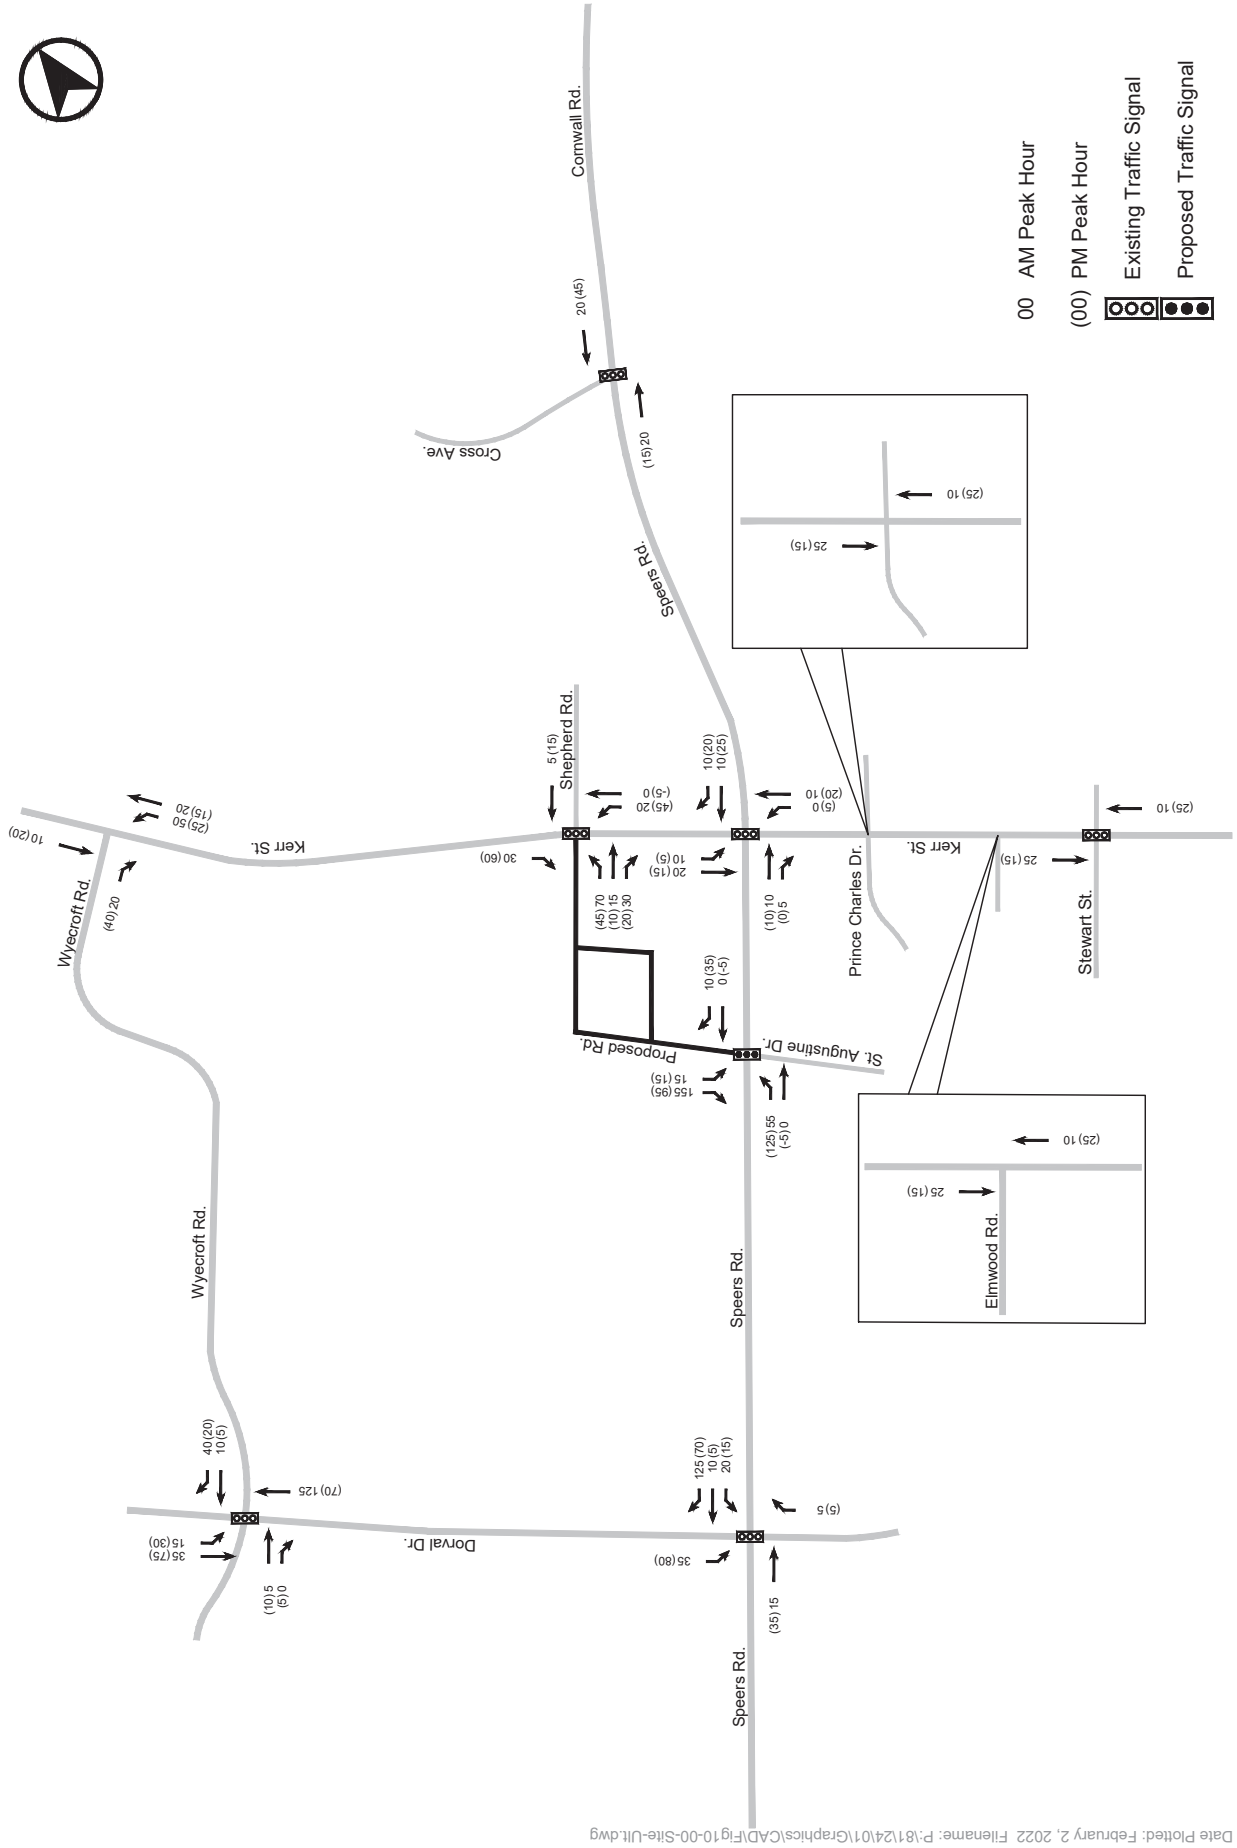 Cornwall Rd.
00 AM Peak Hour
(00) PM Peak Hour
Existing Traffic Signal
Proposed Traffic Signal
20 (45)
Cross Ave.
(15) 20
Speers Rd.
(25) 10
25 (15)
5 (15)
Shepherd Rd.
10 (20)
10 (25)
(15) 20
(25) 50
10 (20)
(-5) 0
(45) 20
(20) 10
(5) 0
Kerr St.
Wyecroft Rd.
(40) 20
30 (60)
(45) 70
(10) 15
(20) 30
10 (5)
20 (15)
(10) 10
(0) 5
Prince Charles Dr.
Kerr St.
(25) 10
25 (15)
Stewart St.
10 (35)
0 (-5)
Proposed Rd.
St. Augustine Dr.
15 (15)
155 (95)
(125) 55
(-5) 0
(25) 10
25 (15)
Elmwood Rd.
Wyecroft Rd.
Speers Rd.
40 (20)
10 (5)
(70) 125
15 (30)
35 (75)
(10) 5
(5) 0
Dorval Dr.
125 (70)
10 (5)
20 (15)
(5) 5
35 (80)
(35) 15
Speers Rd.
Date Plotted: February 2, 2022 Filename: P:\81\24\01\Graphics\CAD\Fig10-00-Site-Ult.dwg